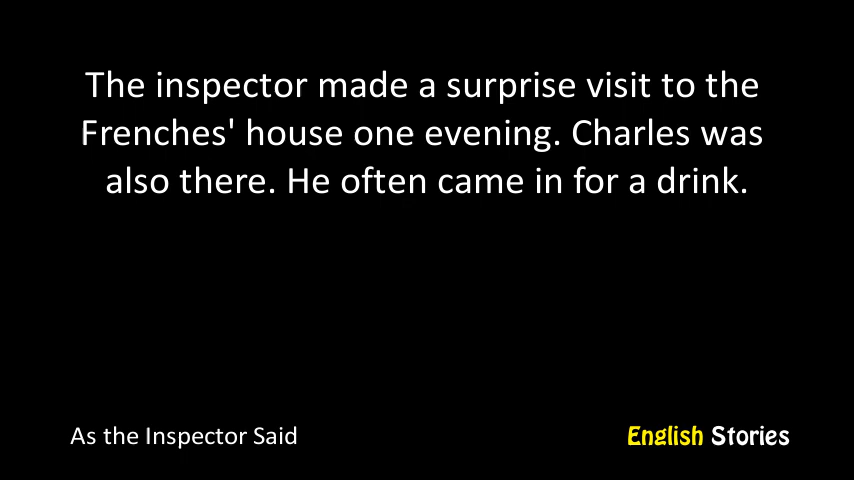 The inspector made a surprise visit to the
Frenches' house one evening. Charles was
also there. He often came in for a drink.
As the Inspector Said
English Stories